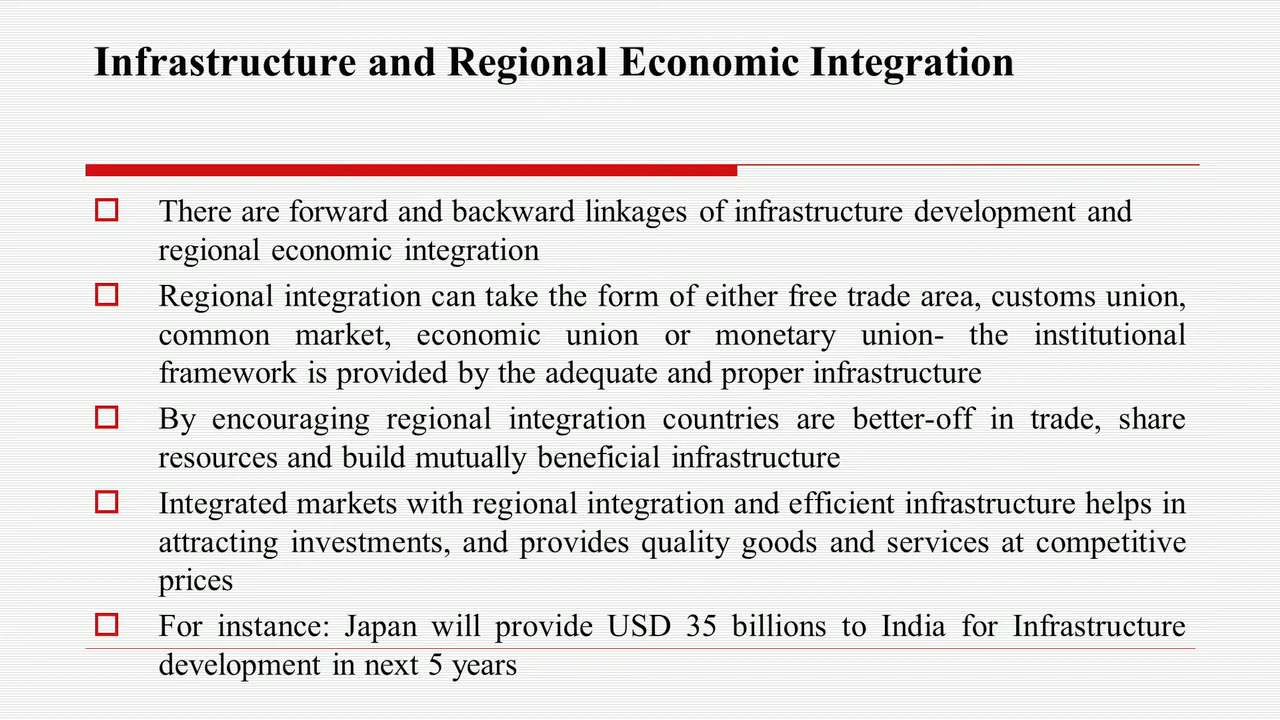 Infrastructure and Regional Economic Integration
There are forward and backward linkages of infrastructure development and
regional economic integration
Regional integration can take the form of either free trade area, customs union,
common market, economic union or monetary union- the institutional
framework is provided by the adequate and proper infrastructure
By encouraging regional integration countries are better-off in trade, share
resources and build mutually beneficial infrastructure
Integrated markets with regional integration and efficient infrastructure helps in
attracting investments, and provides quality goods and services at competitive
prices
For instance: Japan will provide USD 35 billions to India for Infrastructure
development in next 5 years